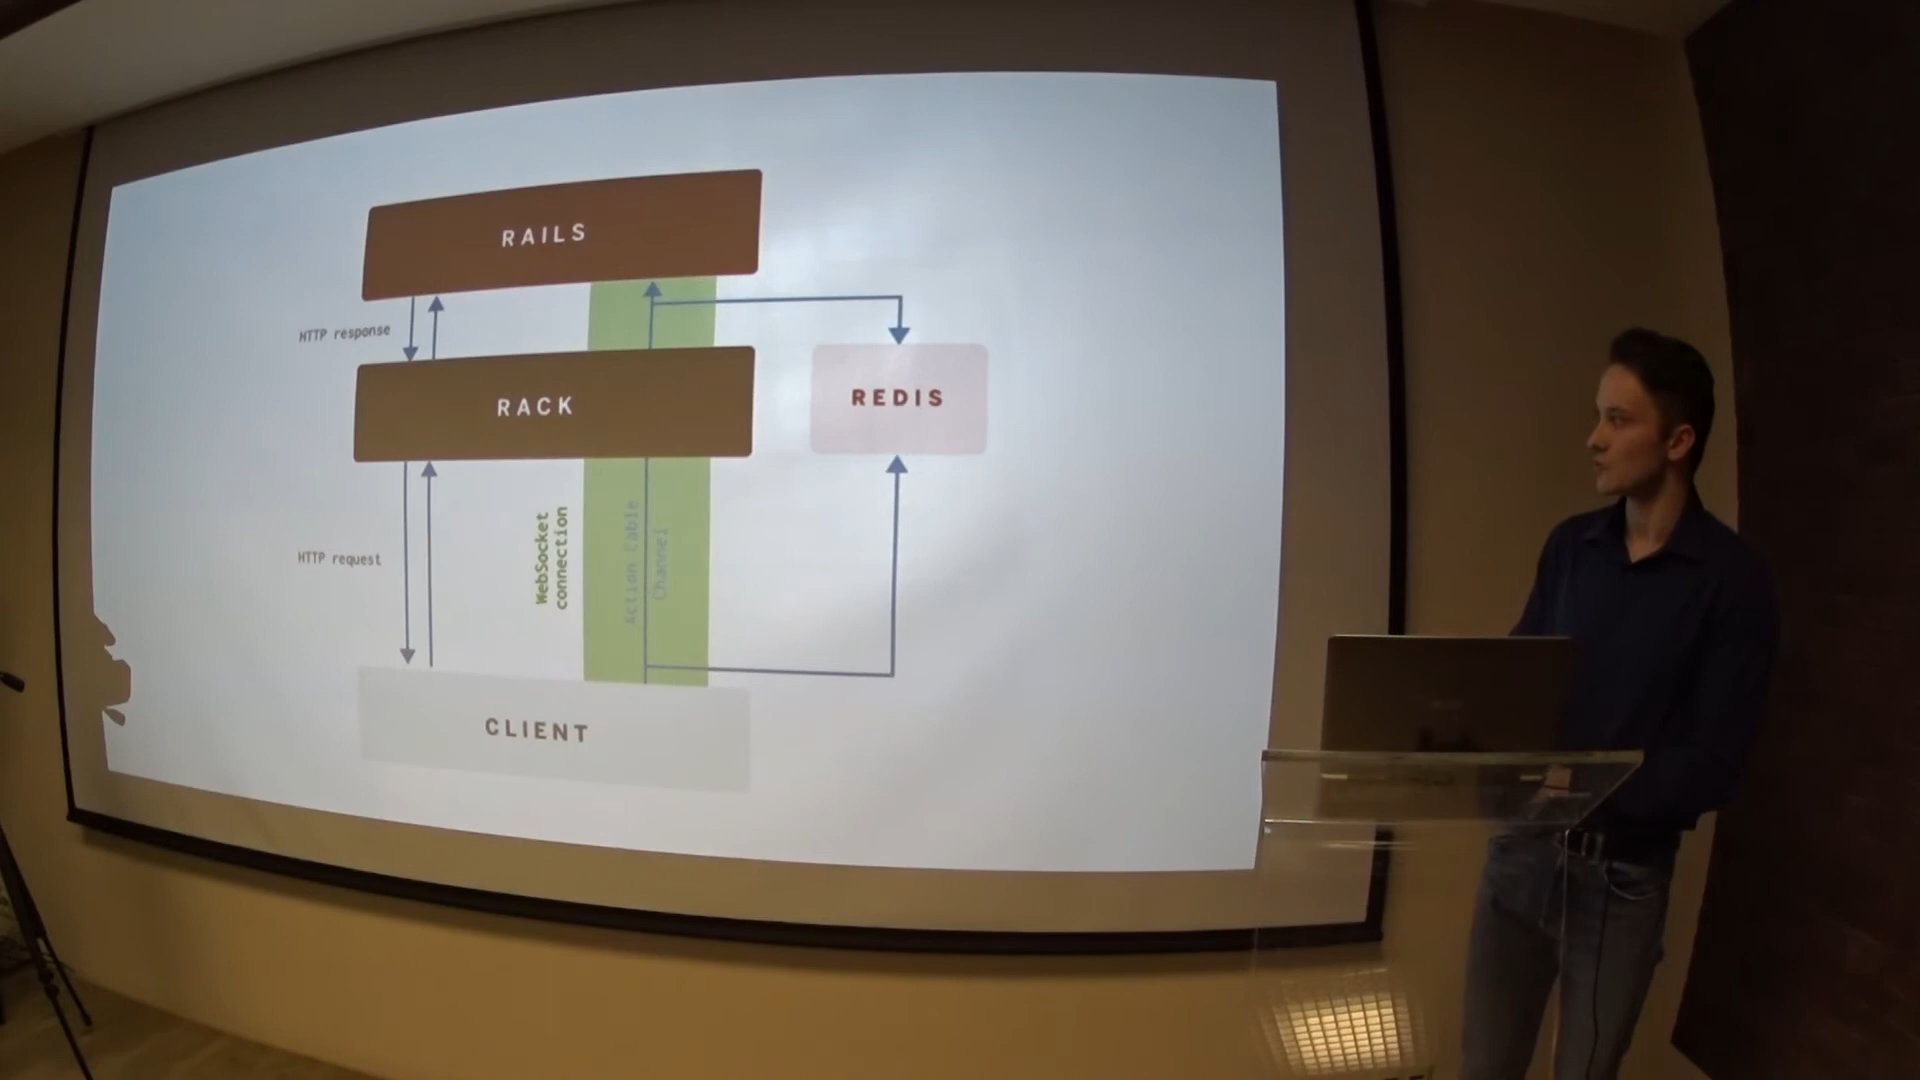 RAILS
HTTP response
RACK
REDIS
HTTP request
WebSocket
connection
Action Cable
Channel
CLIENT